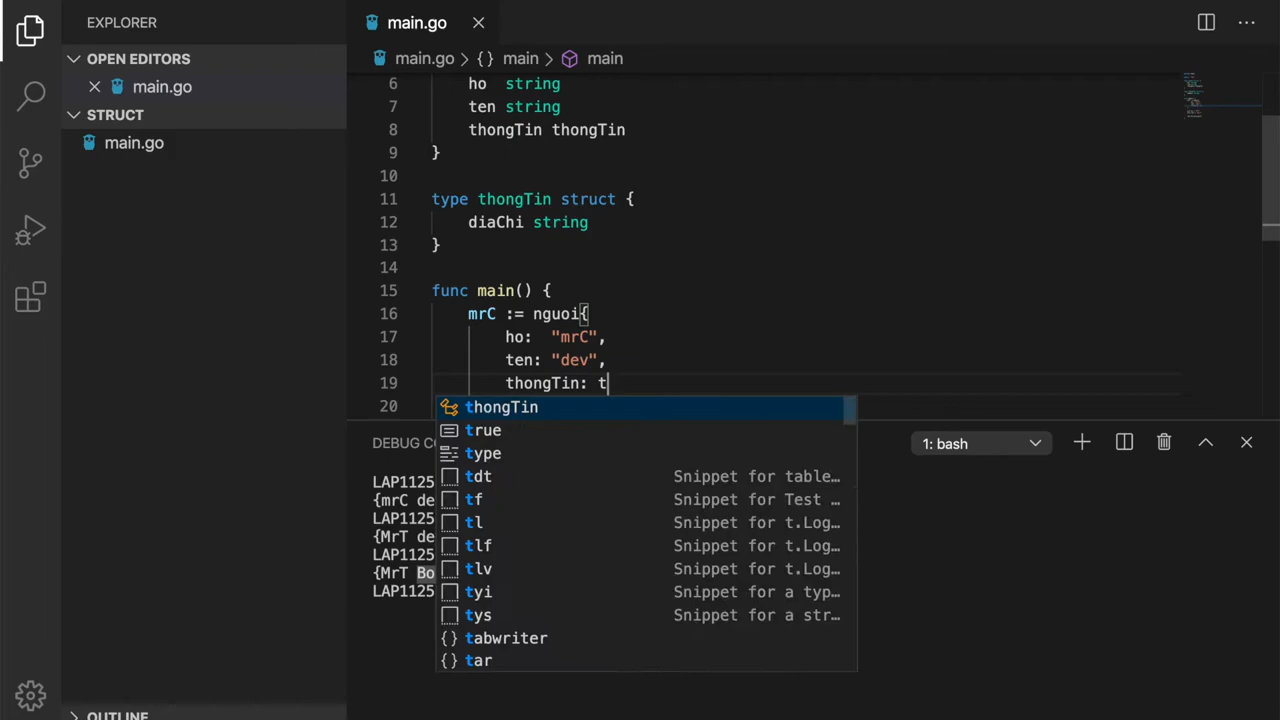 EXPLORER
OPEN EDITORS
main.go
STRUCT
main.go
OUTLINE
main.go
main.go > {} main > main
6 ho string
7 ten string
8 thongTin thongTin
9 }
10
11 type thongTin struct {
12 diaChi string
13 }
14
15 func main() {
16 mrC := nguoi{
17 ho: "mrC",
18 ten: "dev",
19 thongTin: t
20
thongTin
true
type
tdt Snippet for table…
tf Snippet for Test …
tl Snippet for t.Log…
tlf Snippet for t.Log…
tlv Snippet for t.Log…
tyi Snippet for a typ…
tys Snippet for a str…
{} tabwriter
{} tar
DEBUG CO
1: bash
LAP1125
{mrC de
LAP1125
{MrT de
LAP1125
{MrT Bo
LAP1125